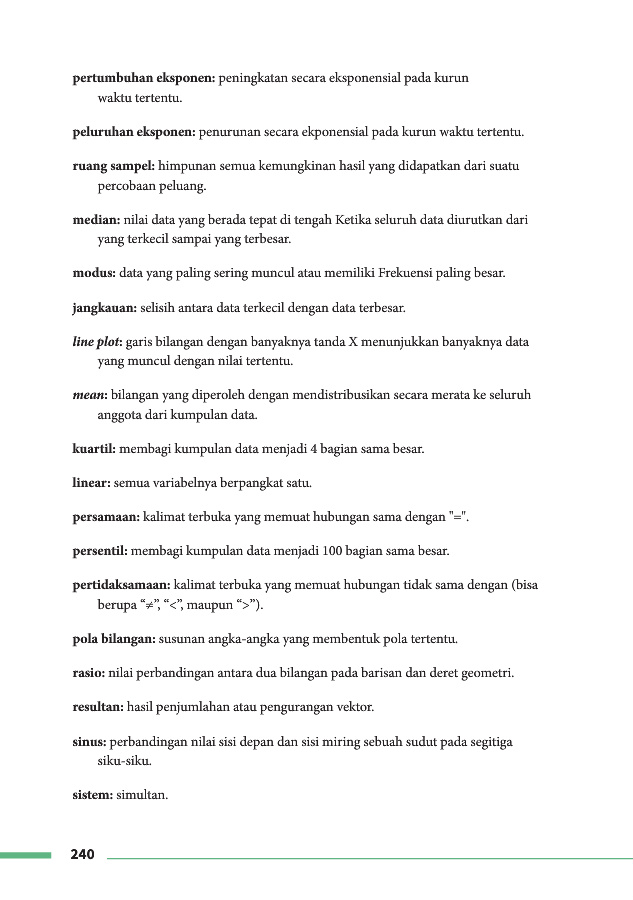 pertumbuhan eksponen: peningkatan secara eksponensial pada kurun
waktu tertentu.
peluruhan eksponen: penurunan secara ekponensial pada kurun waktu tertentu.
ruang sampel: himpunan semua kemungkinan hasil yang didapatkan dari suatu
percobaan peluang.
median: nilai data yang berada tepat di tengah Ketika seluruh data diurutkan dari
yang terkecil sampai yang terbesar.
modus: data yang paling sering muncul atau memiliki Frekuensi paling besar.
jangkauan: selisih antara data terkecil dengan data terbesar.
line plot: garis bilangan dengan banyaknya tanda X menunjukkan banyaknya data
yang muncul dengan nilai tertentu.
mean: bilangan yang diperoleh dengan mendistribusikan secara merata ke seluruh
anggota dari kumpulan data.
kuartil: membagi kumpulan data menjadi 4 bagian sama besar.
linear: semua variabelnya berpangkat satu.
persamaan: kalimat terbuka yang memuat hubungan sama dengan "=".
persentil: membagi kumpulan data menjadi 100 bagian sama besar.
pertidaksamaan: kalimat terbuka yang memuat hubungan tidak sama dengan (bisa
berupa “≠”, “<”, maupun “>”).
pola bilangan: susunan angka-angka yang membentuk pola tertentu.
rasio: nilai perbandingan antara dua bilangan pada barisan dan deret geometri.
resultan: hasil penjumlahan atau pengurangan vektor.
sinus: perbandingan nilai sisi depan dan sisi miring sebuah sudut pada segitiga
siku-siku.
sistem: simultan.
240